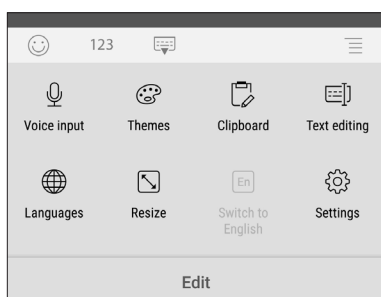 123
Voice input Themes Clipboard Text editing
En
Languages Resize Switch to Settings
English
Edit